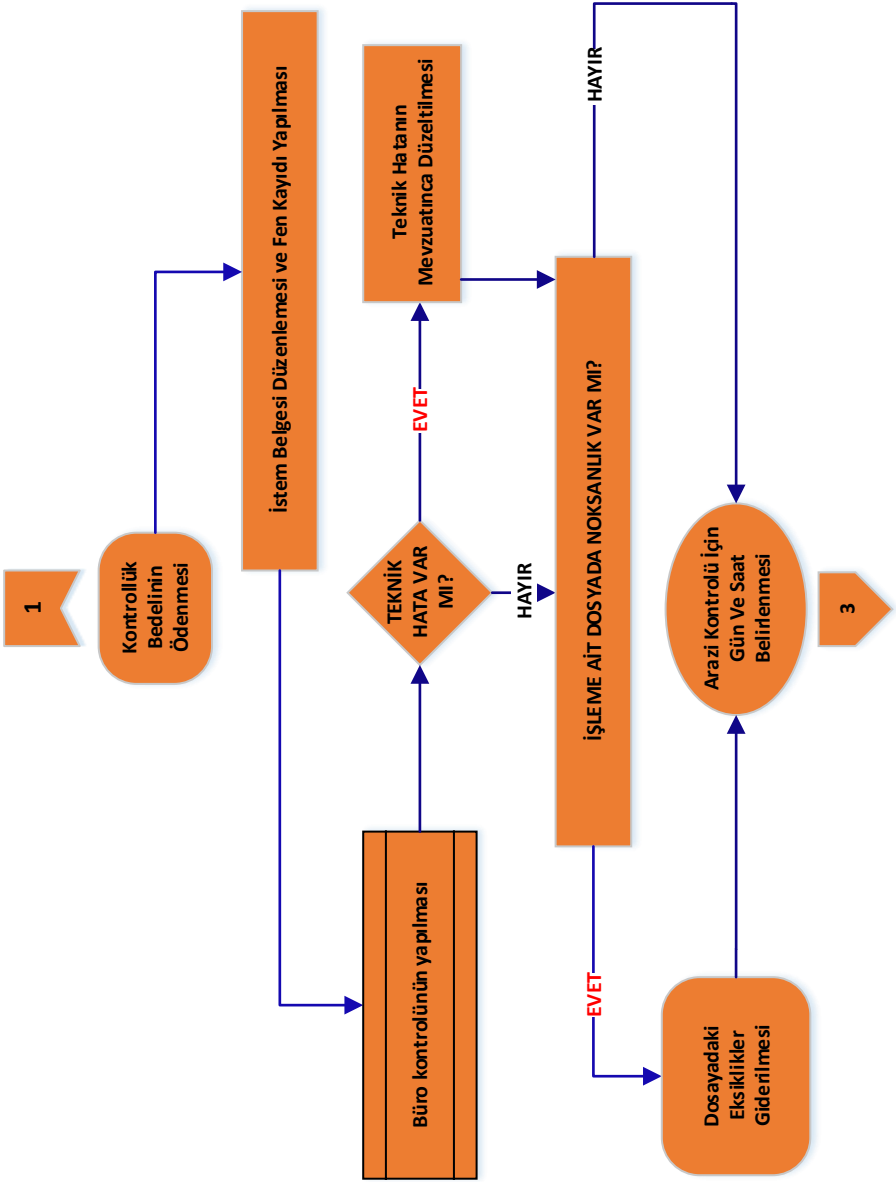 1
Kontrollük
Bedelinin
Ödenmesi
İstem Belgesi Düzenlemesi ve Fen Kayıdı Yapılması
Büro kontrolünün yapılması
TEKNİK
HATA VAR
MI?
EVET
Teknik Hatanın
Mevzuatınca Düzeltilmesi
HAYIR
İŞLEME AİT DOSYADA NOKSANLIK VAR MI?
HAYIR
EVET
Dosayadaki
Eksiklikler
Giderilmesi
Arazi Kontrolü İçin
Gün Ve Saat
Belirlenmesi
3